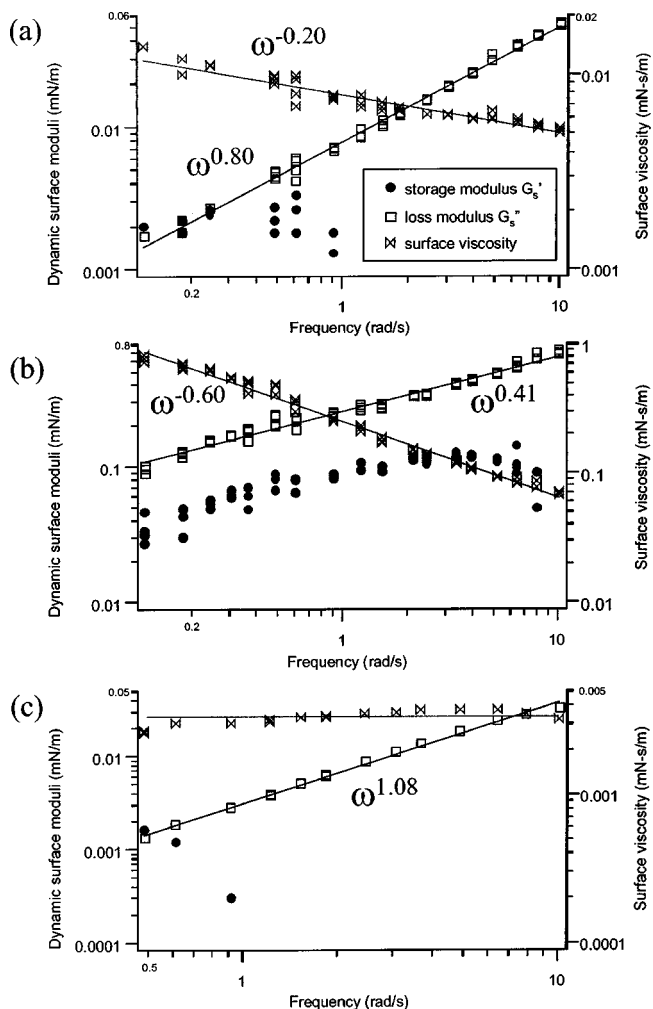 (a)
0.06
0.01
0.001
Dynamic surface moduli (mN/m)
ω^-0.20
ω^0.80
storage modulus Gs'
loss modulus Gs"
surface viscosity
0.02
0.01
0.001
Surface viscosity (mN-s/m)
0.2
1
10
Frequency (rad/s)
(b)
0.8
0.1
0.01
Dynamic surface moduli (mN/m)
ω^-0.60
ω^0.41
1
0.1
0.01
Surface viscosity (mN-s/m)
0.2
1
10
Frequency (rad/s)
(c)
0.05
0.01
0.001
0.0001
Dynamic surface moduli (mN/m)
ω^1.08
0.005
0.001
0.0001
Surface viscosity (mN-s/m)
0.5
1
10
Frequency (rad/s)